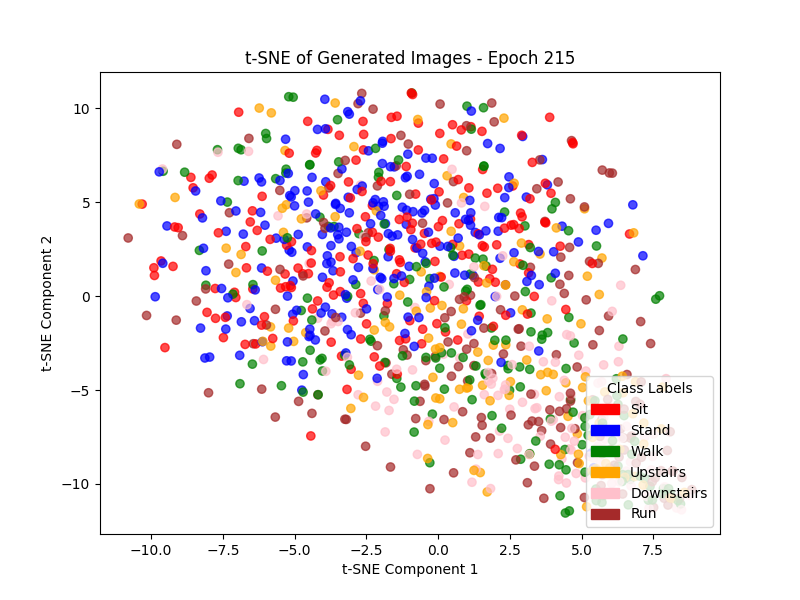 t-SNE of Generated Images - Epoch 215
t-SNE Component 2
10
5
0
−5
−10
Class Labels
Sit
Stand
Walk
Upstairs
Downstairs
Run
−10.0 −7.5 −5.0 −2.5 0.0 2.5 5.0 7.5
t-SNE Component 1